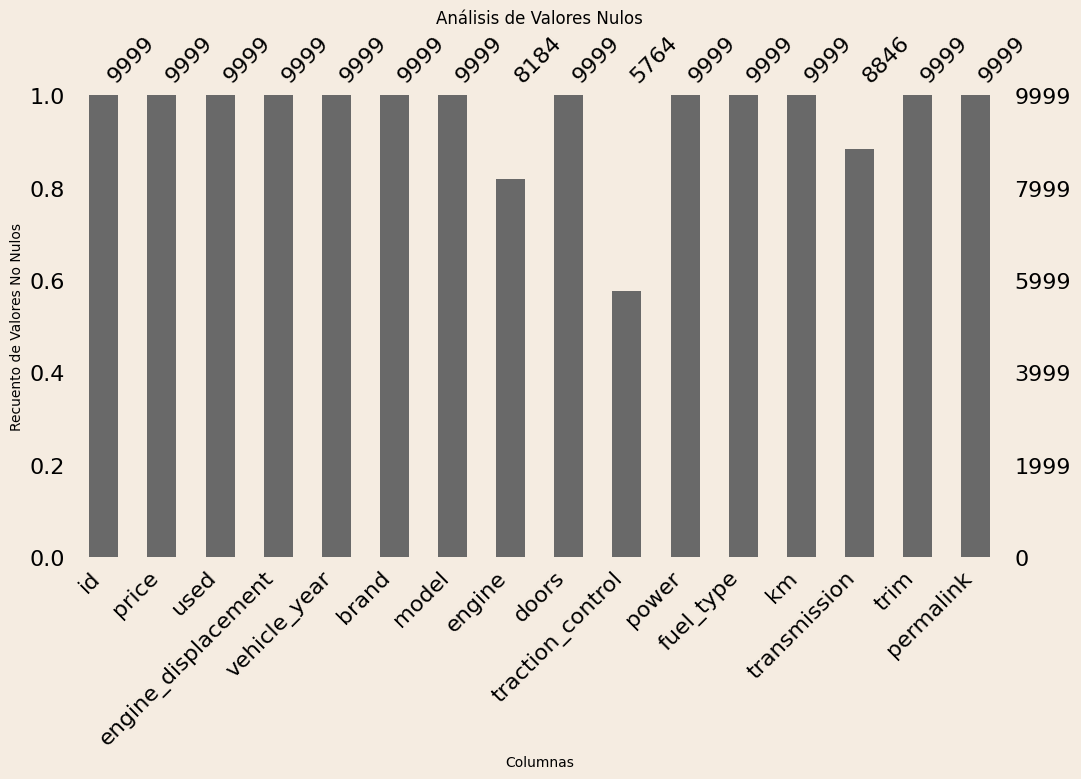 Análisis de Valores Nulos
9999 9999 9999 9999 9999 9999 9999 8184 9999 5764 9999 9999 9999 8846 9999 9999
1.0 9999
0.8 7999
0.6 5999
0.4 3999
0.2 1999
0.0 0
Recuento de Valores No Nulos
id price used engine_displacement vehicle_year brand model engine doors traction_control power fuel_type km transmission trim permalink
Columnas